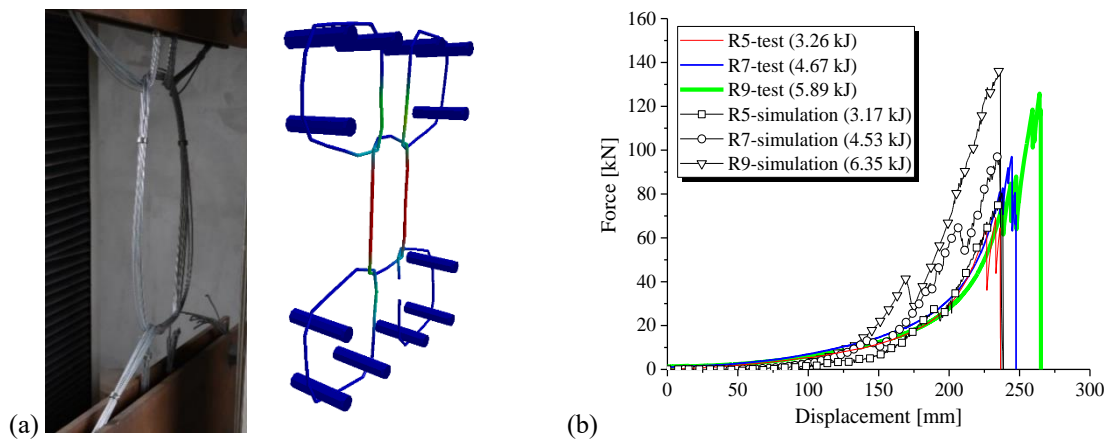 (a)
(b)
R5-test (3.26 kJ)
R7-test (4.67 kJ)
R9-test (5.89 kJ)
R5-simulation (3.17 kJ)
R7-simulation (4.53 kJ)
R9-simulation (6.35 kJ)
Force [kN]
160
140
120
100
80
60
40
20
0
0 50 100 150 200 250 300
Displacement [mm]